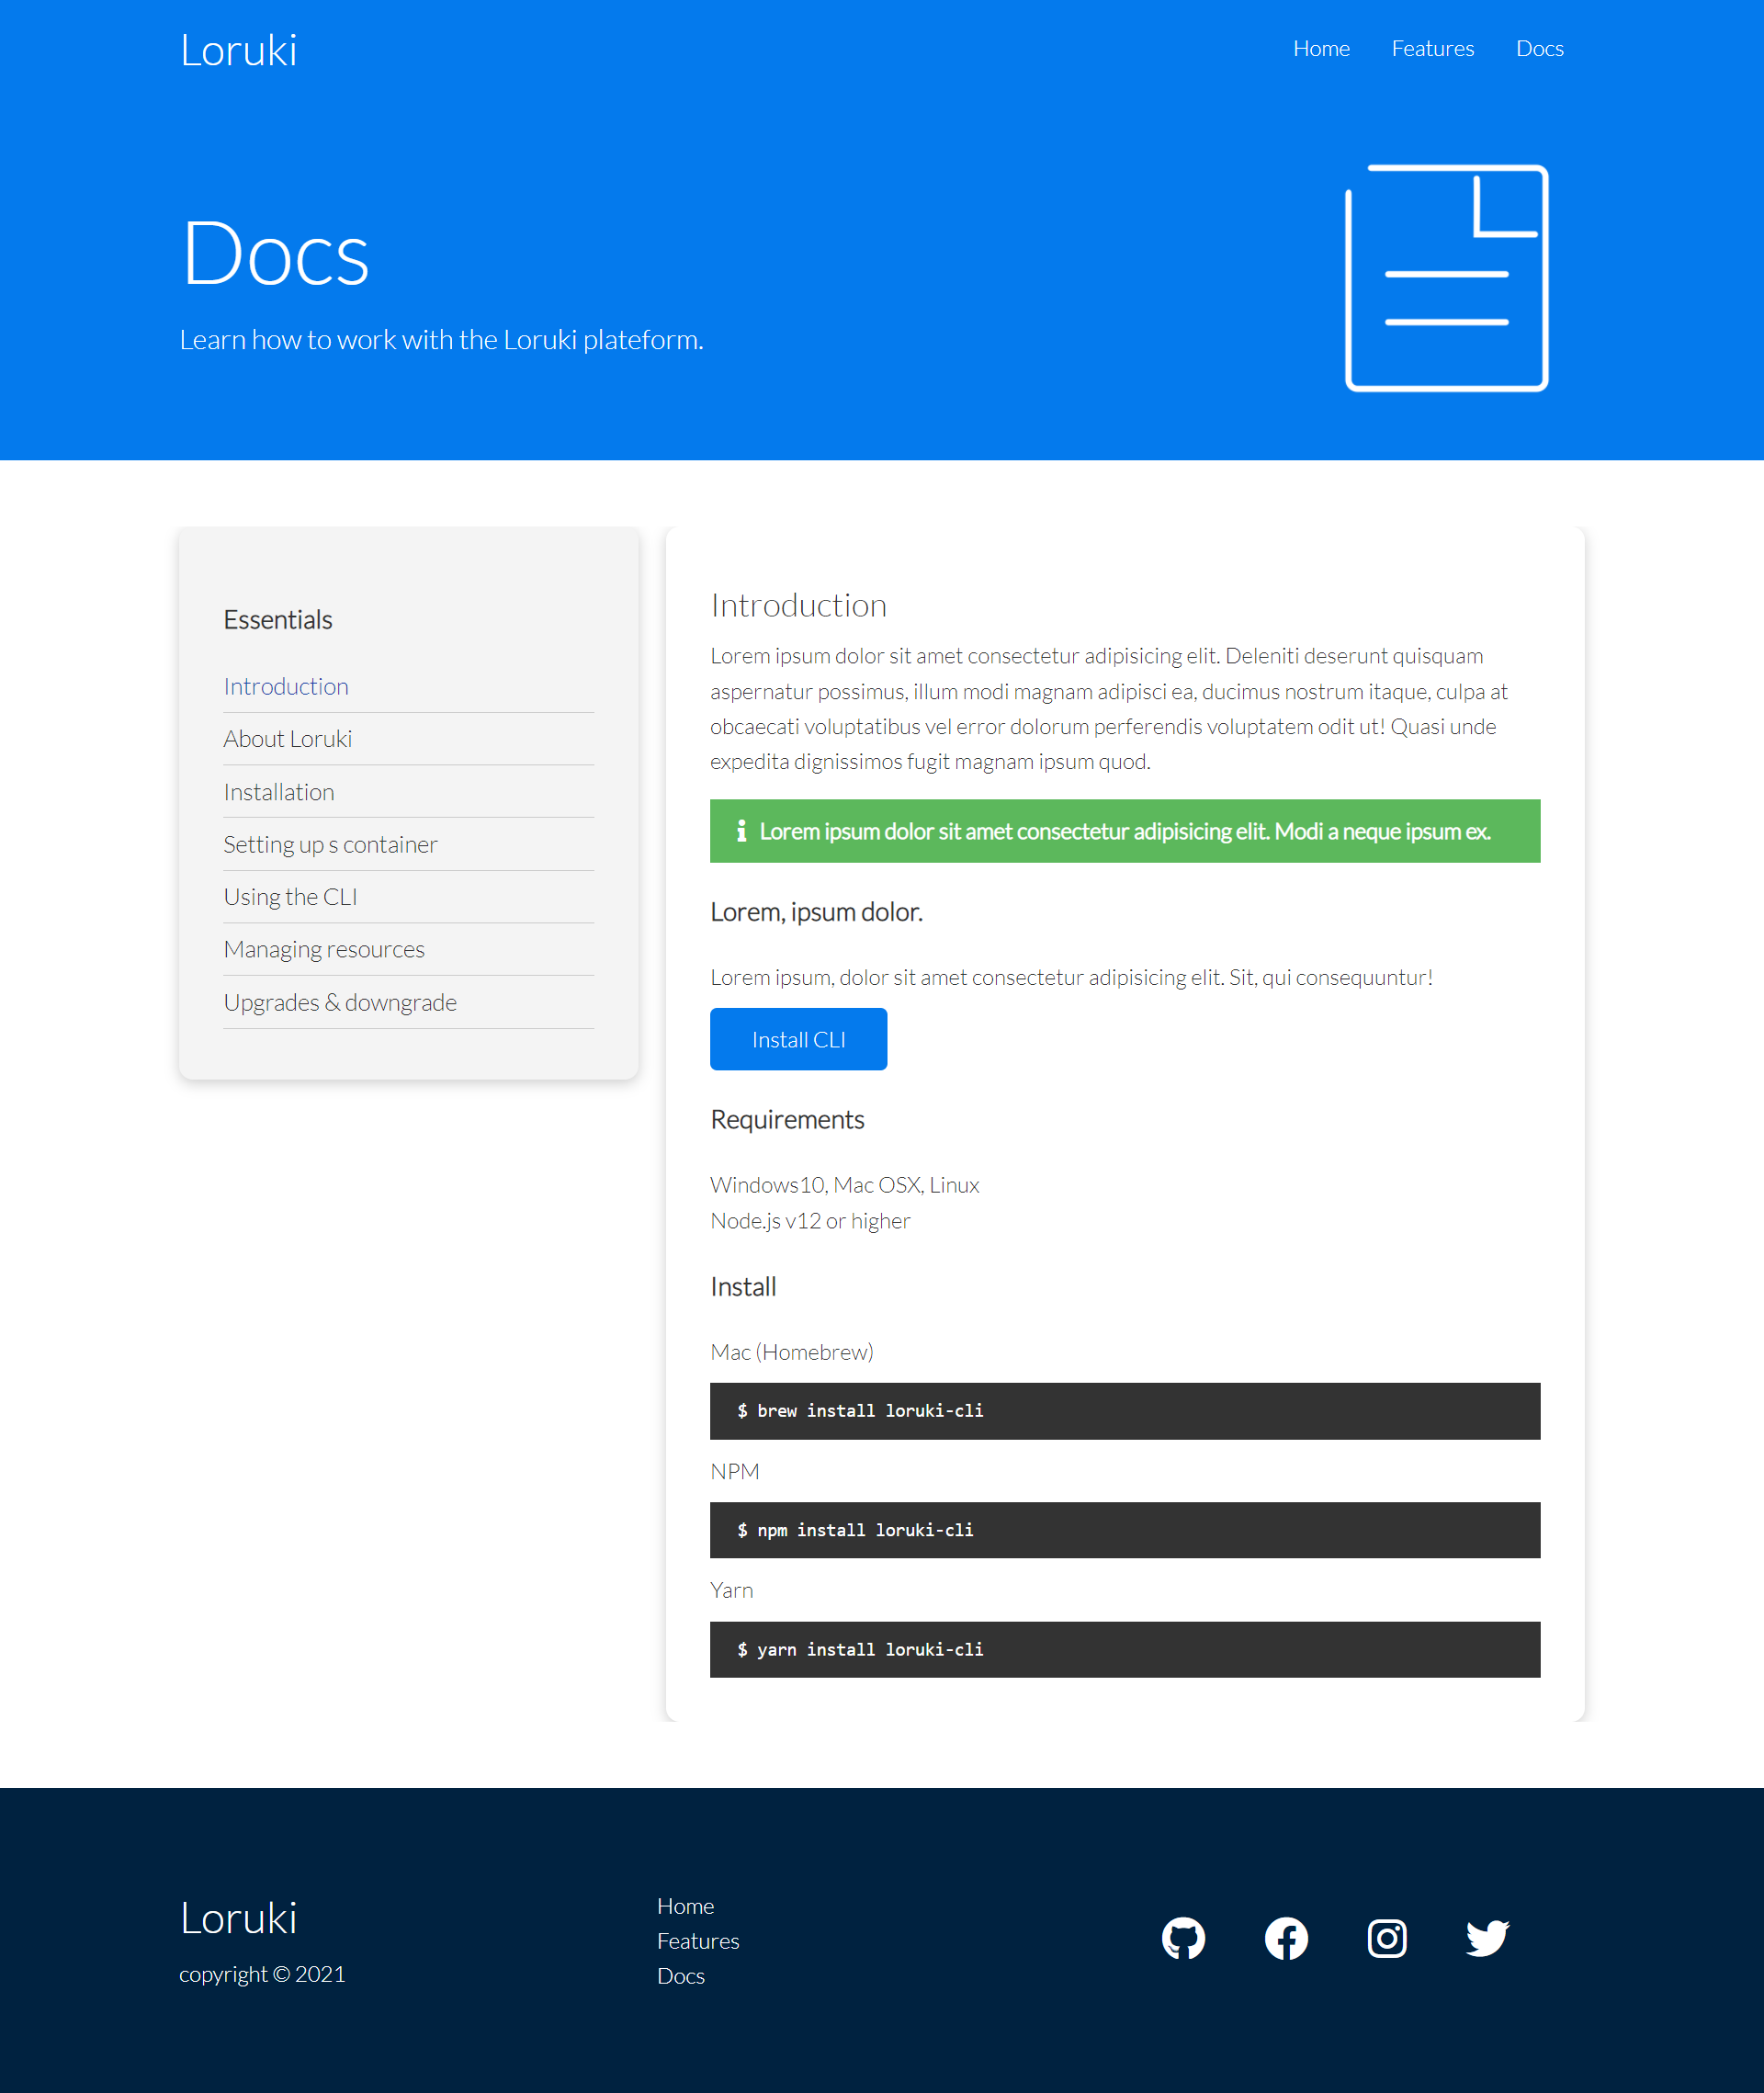 Loruki
Home Features Docs
Docs
Learn how to work with the Loruki plateform.
Essentials
Introduction
About Loruki
Installation
Setting up s container
Using the CLI
Managing resources
Upgrades & downgrade
Introduction
Lorem ipsum dolor sit amet consectetur adipisicing elit. Deleniti deserunt quisquam
aspernatur possimus, illum modi magnam adipisci ea, ducimus nostrum itaque, culpa at
obcaecati voluptatibus vel error dolorum perferendis voluptatem odit ut! Quasi unde
expedita dignissimos fugit magnam ipsum quod.
Lorem ipsum dolor sit amet consectetur adipisicing elit. Modi a neque ipsum ex.
Lorem, ipsum dolor.
Lorem ipsum, dolor sit amet consectetur adipisicing elit. Sit, qui consequuntur!
Install CLI
Requirements
Windows10, Mac OSX, Linux
Node.js v12 or higher
Install
Mac (Homebrew)
$ brew install loruki-cli
NPM
$ npm install loruki-cli
Yarn
$ yarn install loruki-cli
Loruki
copyright © 2021
Home
Features
Docs